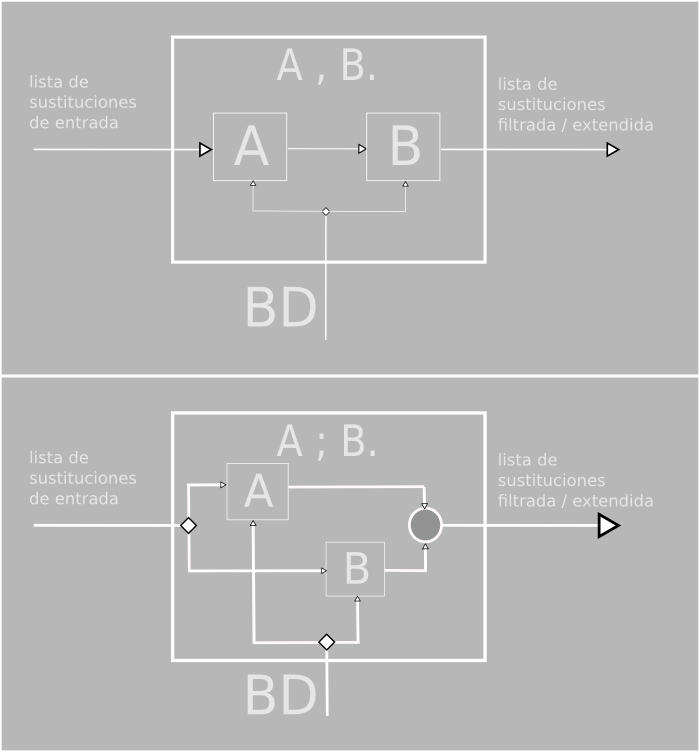 A , B.
lista de
sustituciones
de entrada
lista de
sustituciones
filtrada / extendida
A
B
BD
A ; B.
lista de
sustituciones
de entrada
lista de
sustituciones
filtrada / extendida
A
B
BD